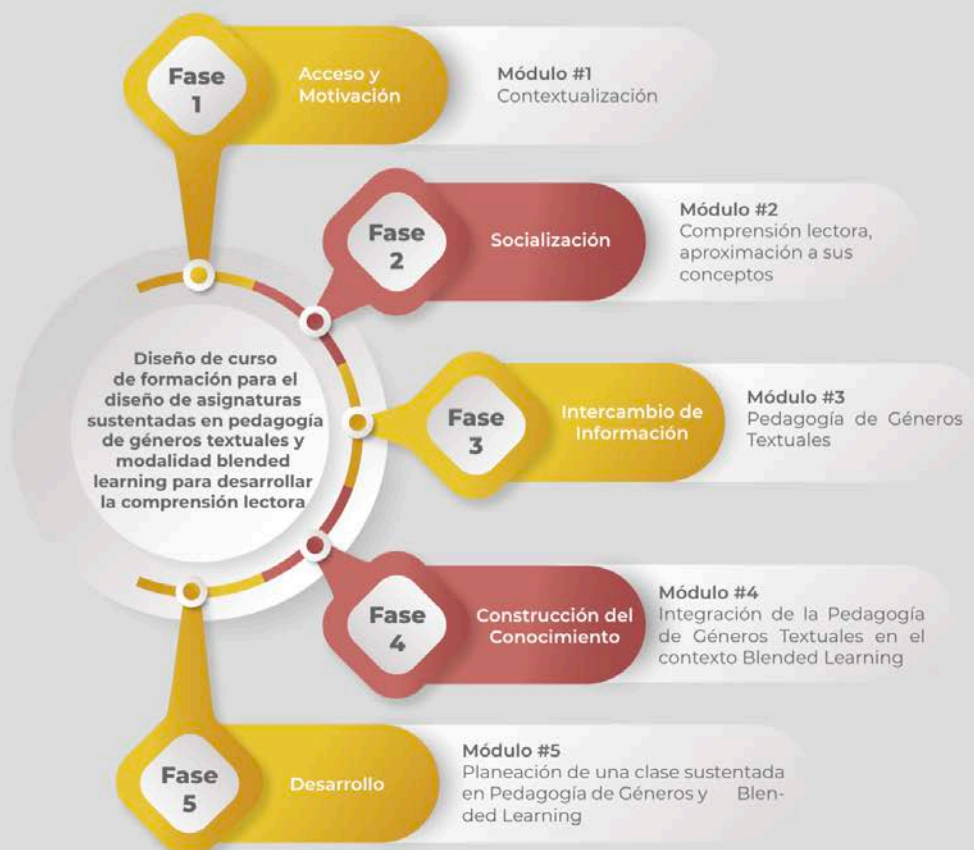 Fase
1
Acceso y
Motivación
Módulo #1
Contextualización
Fase
2
Socialización
Módulo #2
Comprensión lectora,
aproximación a sus
conceptos
Diseño de curso
de formación para el
diseño de asignaturas
sustentadas en pedagogía
de géneros textuales y
modalidad blended
learning para desarrollar
la comprensión lectora
Fase
3
Intercambio de
Información
Módulo #3
Pedagogía de Géneros
Textuales
Fase
4
Construcción del
Conocimiento
Módulo #4
Integración de la Pedagogía
de Géneros Textuales en el
contexto Blended Learning
Fase
5
Desarrollo
Módulo #5
Planeación de una clase sustentada
en Pedagogía de Géneros y Blen-
ded Learning